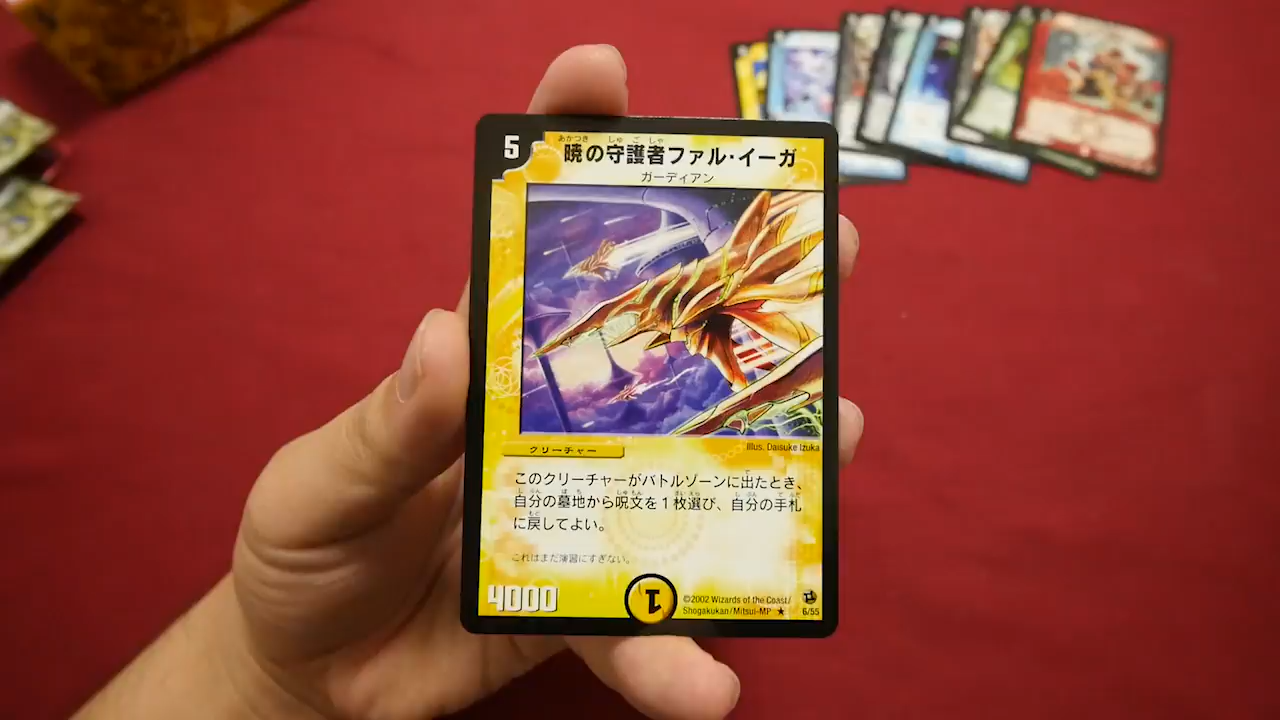 5
暁の守護者ファル・イーガ
ガーディアン
Illus. Daisuke Izuka
クリーチャー
このクリーチャーがバトルゾーンに出たとき、
自分の墓地から呪文を1枚選び、自分の手札
に戻してよい。
これはまだ演習にすぎない。
4000
1
©2002 Wizards of the Coast/
Shogakukan/Mitsui-MP ★
6/55